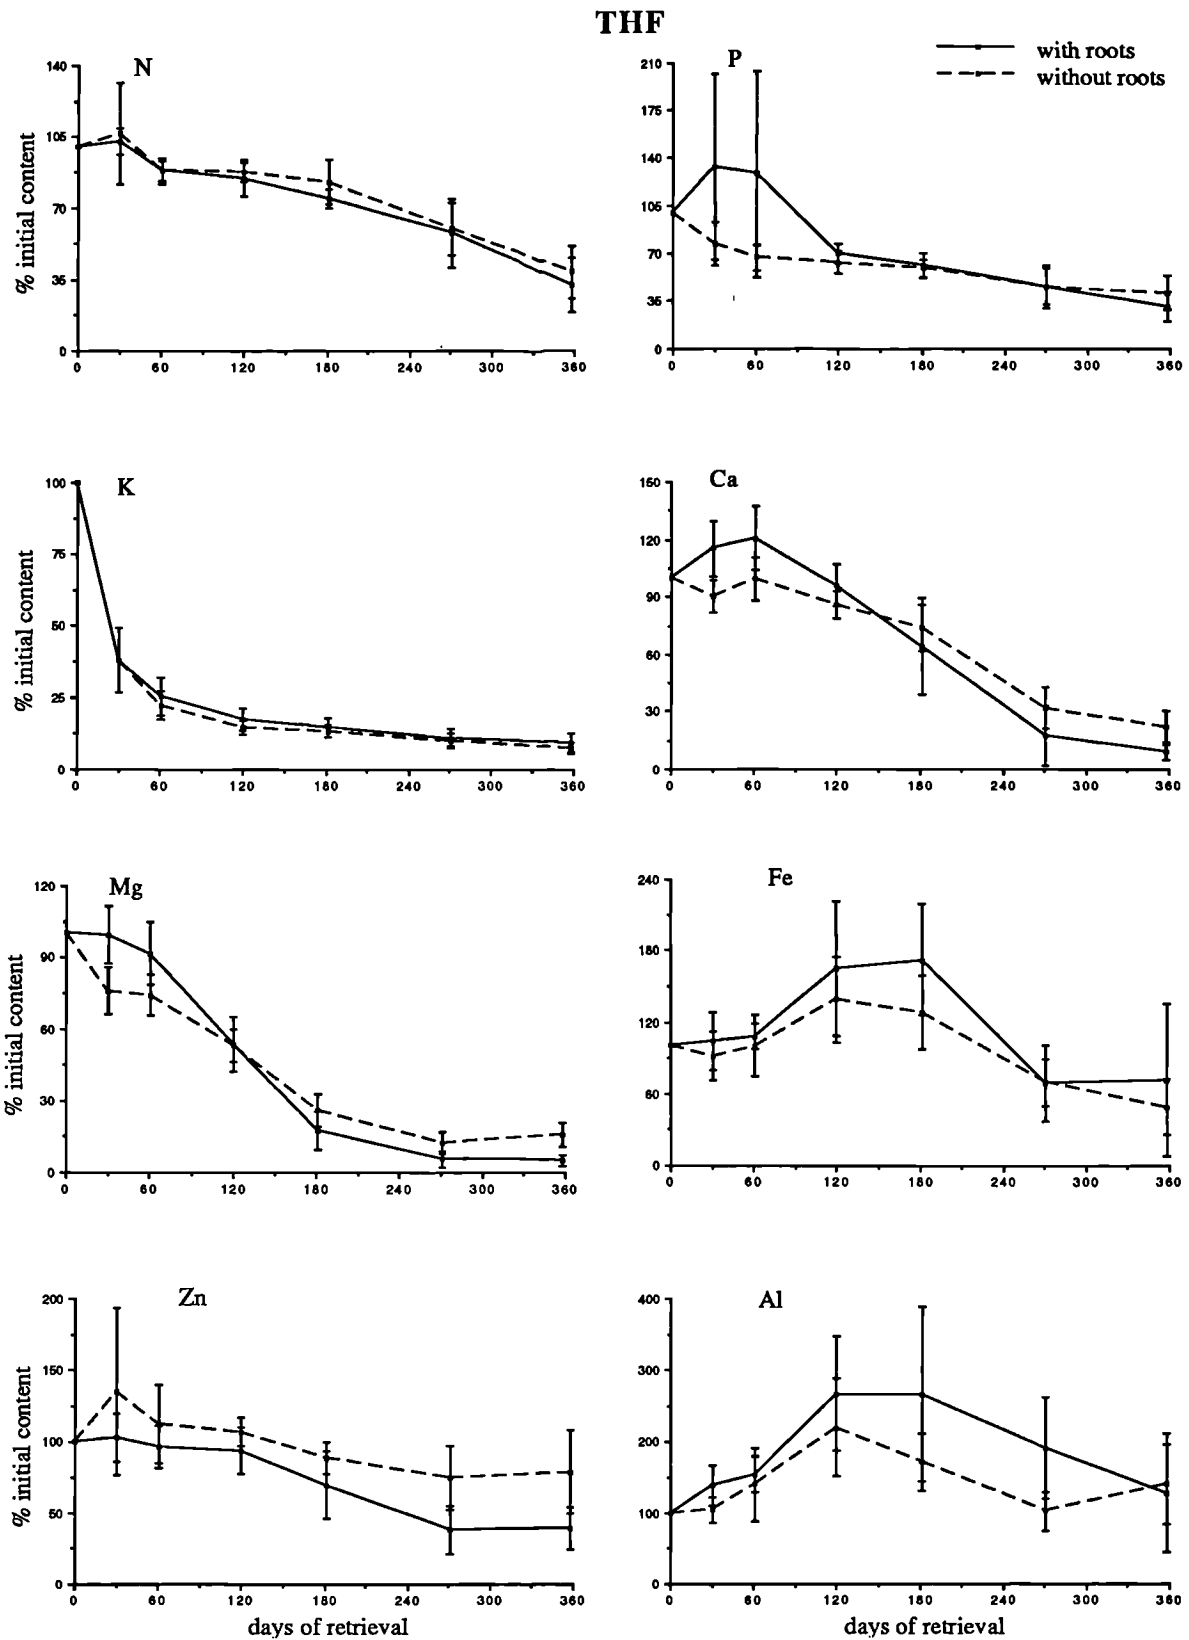 THF
with roots
without roots
N
140
105
70
35
0
0 60 120 180 240 300 360
% initial content
P
210
175
140
105
70
35
0
0 60 120 180 240 300 360
K
100
75
50
25
0
0 60 120 180 240 300 360
% initial content
Ca
150
120
90
60
30
0
0 60 120 180 240 300 360
Mg
120
90
60
30
0
0 60 120 180 240 300 360
% initial content
Fe
240
180
120
60
0
0 60 120 180 240 300 360
Zn
200
150
100
50
0
0 60 120 180 240 300 360
% initial content
days of retrieval
Al
400
300
200
100
0
0 60 120 180 240 300 360
days of retrieval